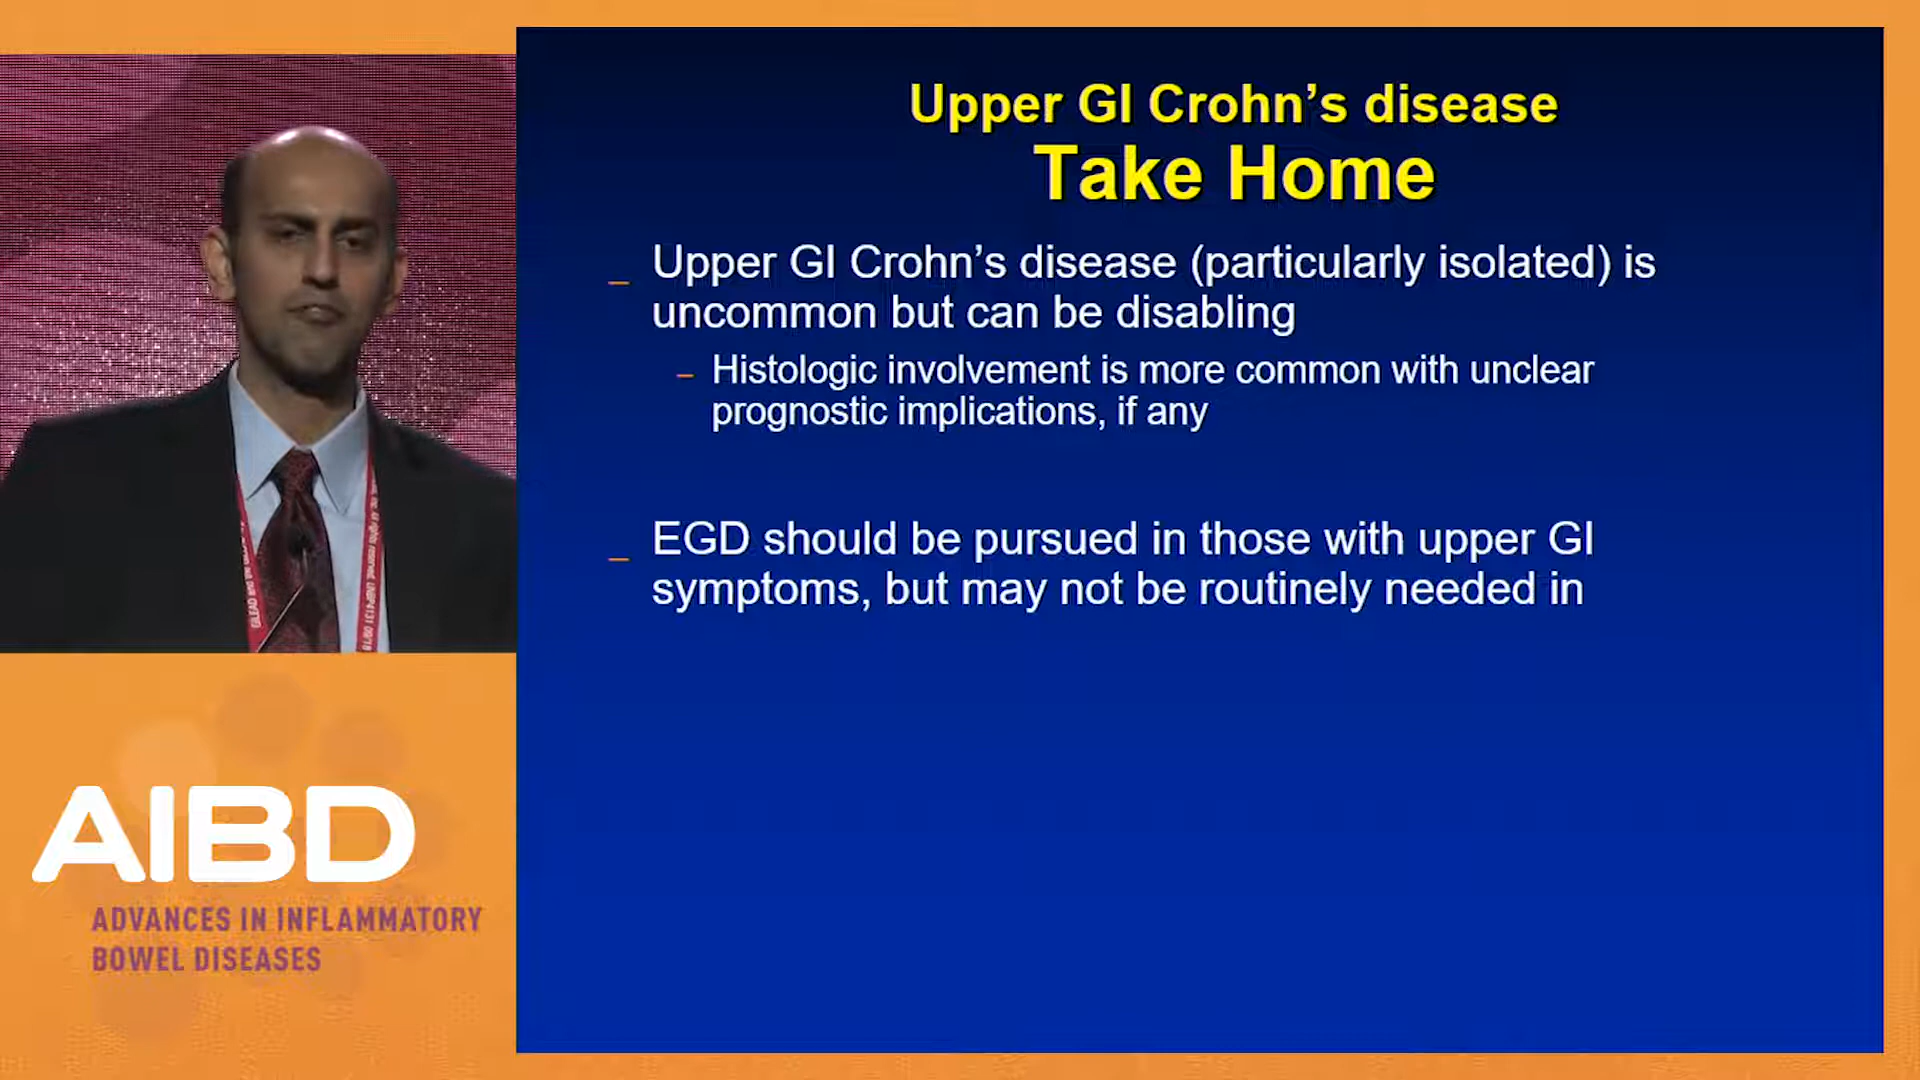 Upper GI Crohn's disease
Take Home
Upper GI Crohn's disease (particularly isolated) is
uncommon but can be disabling
– Histologic involvement is more common with unclear
prognostic implications, if any
EGD should be pursued in those with upper GI
symptoms, but may not be routinely needed in
AIBD
ADVANCES IN INFLAMMATORY
BOWEL DISEASES